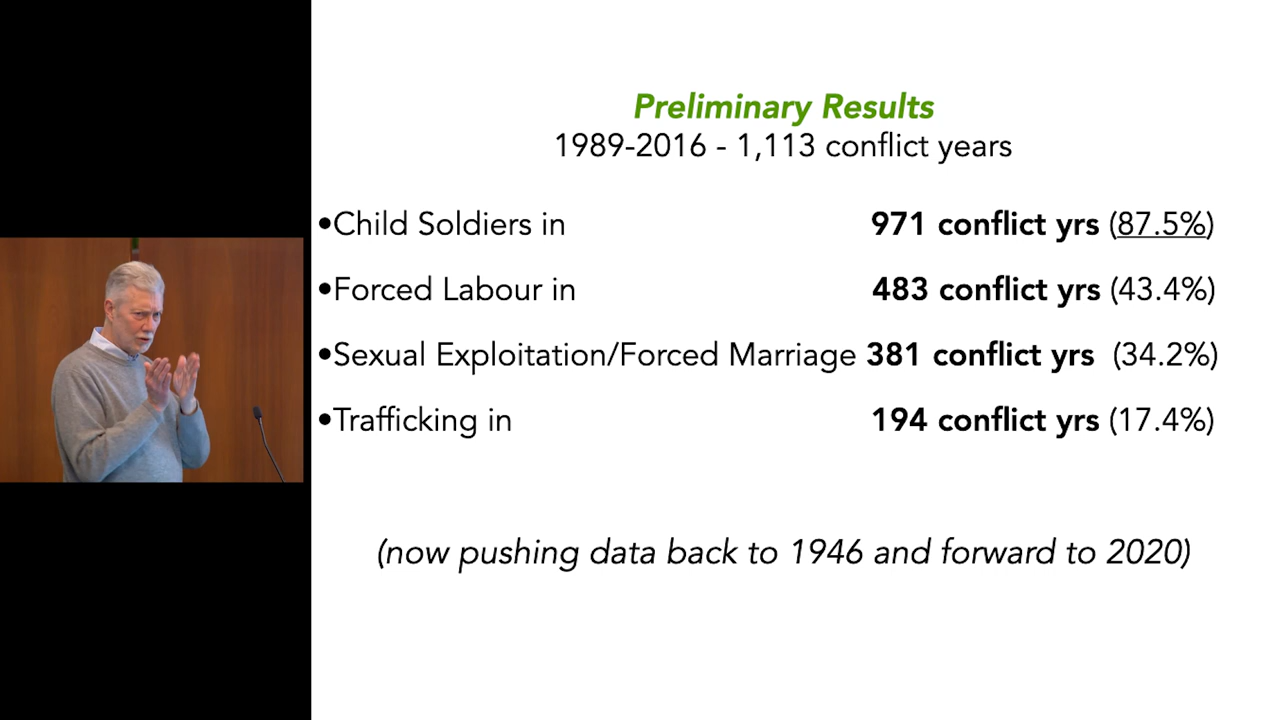 Preliminary Results
1989-2016 - 1,113 conflict years
•Child Soldiers in 971 conflict yrs (87.5%)
•Forced Labour in 483 conflict yrs (43.4%)
•Sexual Exploitation/Forced Marriage 381 conflict yrs (34.2%)
•Trafficking in 194 conflict yrs (17.4%)
(now pushing data back to 1946 and forward to 2020)